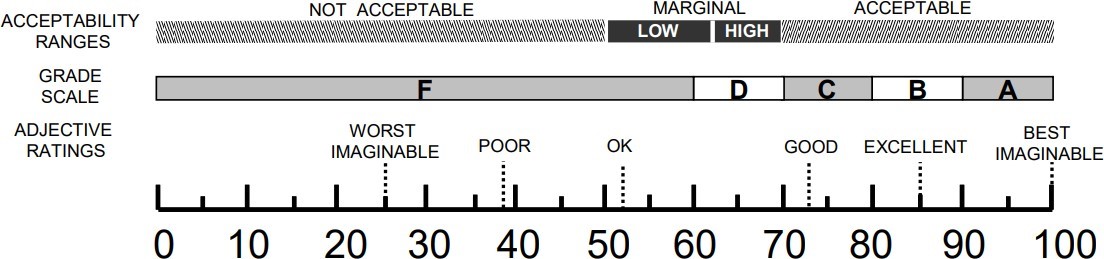 NOT ACCEPTABLE MARGINAL ACCEPTABLE
ACCEPTABILITY
RANGES
LOW HIGH
GRADE
SCALE
F D C B A
ADJECTIVE
RATINGS
WORST
IMAGINABLE
POOR
OK
GOOD
EXCELLENT
BEST
IMAGINABLE
0 10 20 30 40 50 60 70 80 90 100